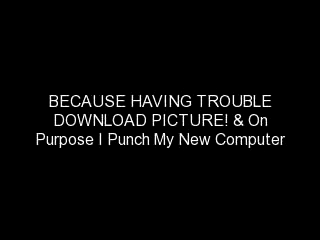 BECAUSE HAVING TROUBLE
DOWNLOAD PICTURE! & On
Purpose I Punch My New Computer